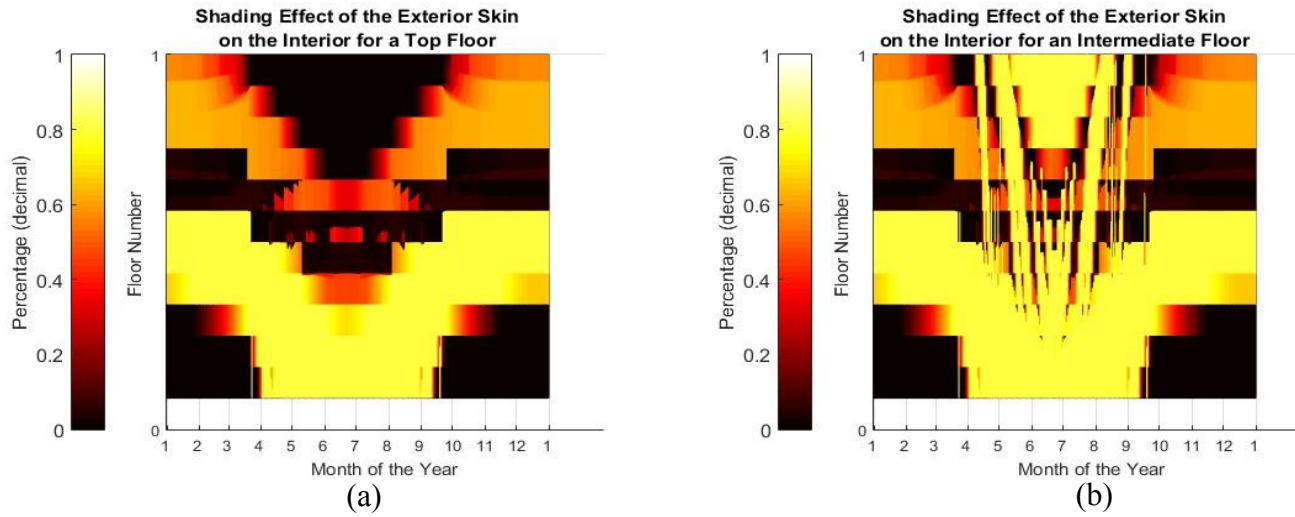 Shading Effect of the Exterior Skin
on the Interior for a Top Floor
Percentage (decimal)
1
0.8
0.6
0.4
0.2
0
Floor Number
1
0
1 2 3 4 5 6 7 8 9 10 11 12 1
Month of the Year
(a)
Shading Effect of the Exterior Skin
on the Interior for an Intermediate Floor
Percentage (decimal)
1
0.8
0.6
0.4
0.2
0
Floor Number
1
0
1 2 3 4 5 6 7 8 9 10 11 12 1
Month of the Year
(b)